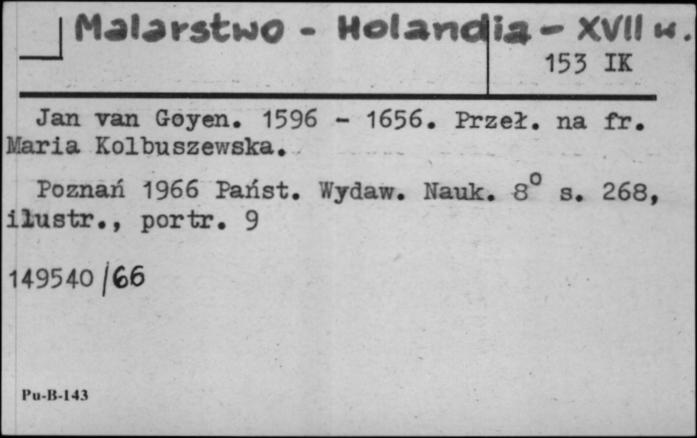 Malarstwo - Holandia - XVII w.
153 IK
Jan van Goyen. 1596 - 1656. Przeł. na fr.
Maria Kolbuszewska.
Poznań 1966 Państ. Wydaw. Nauk. 8° s. 268,
ilustr., portr. 9
149540/66
Pu-B-143